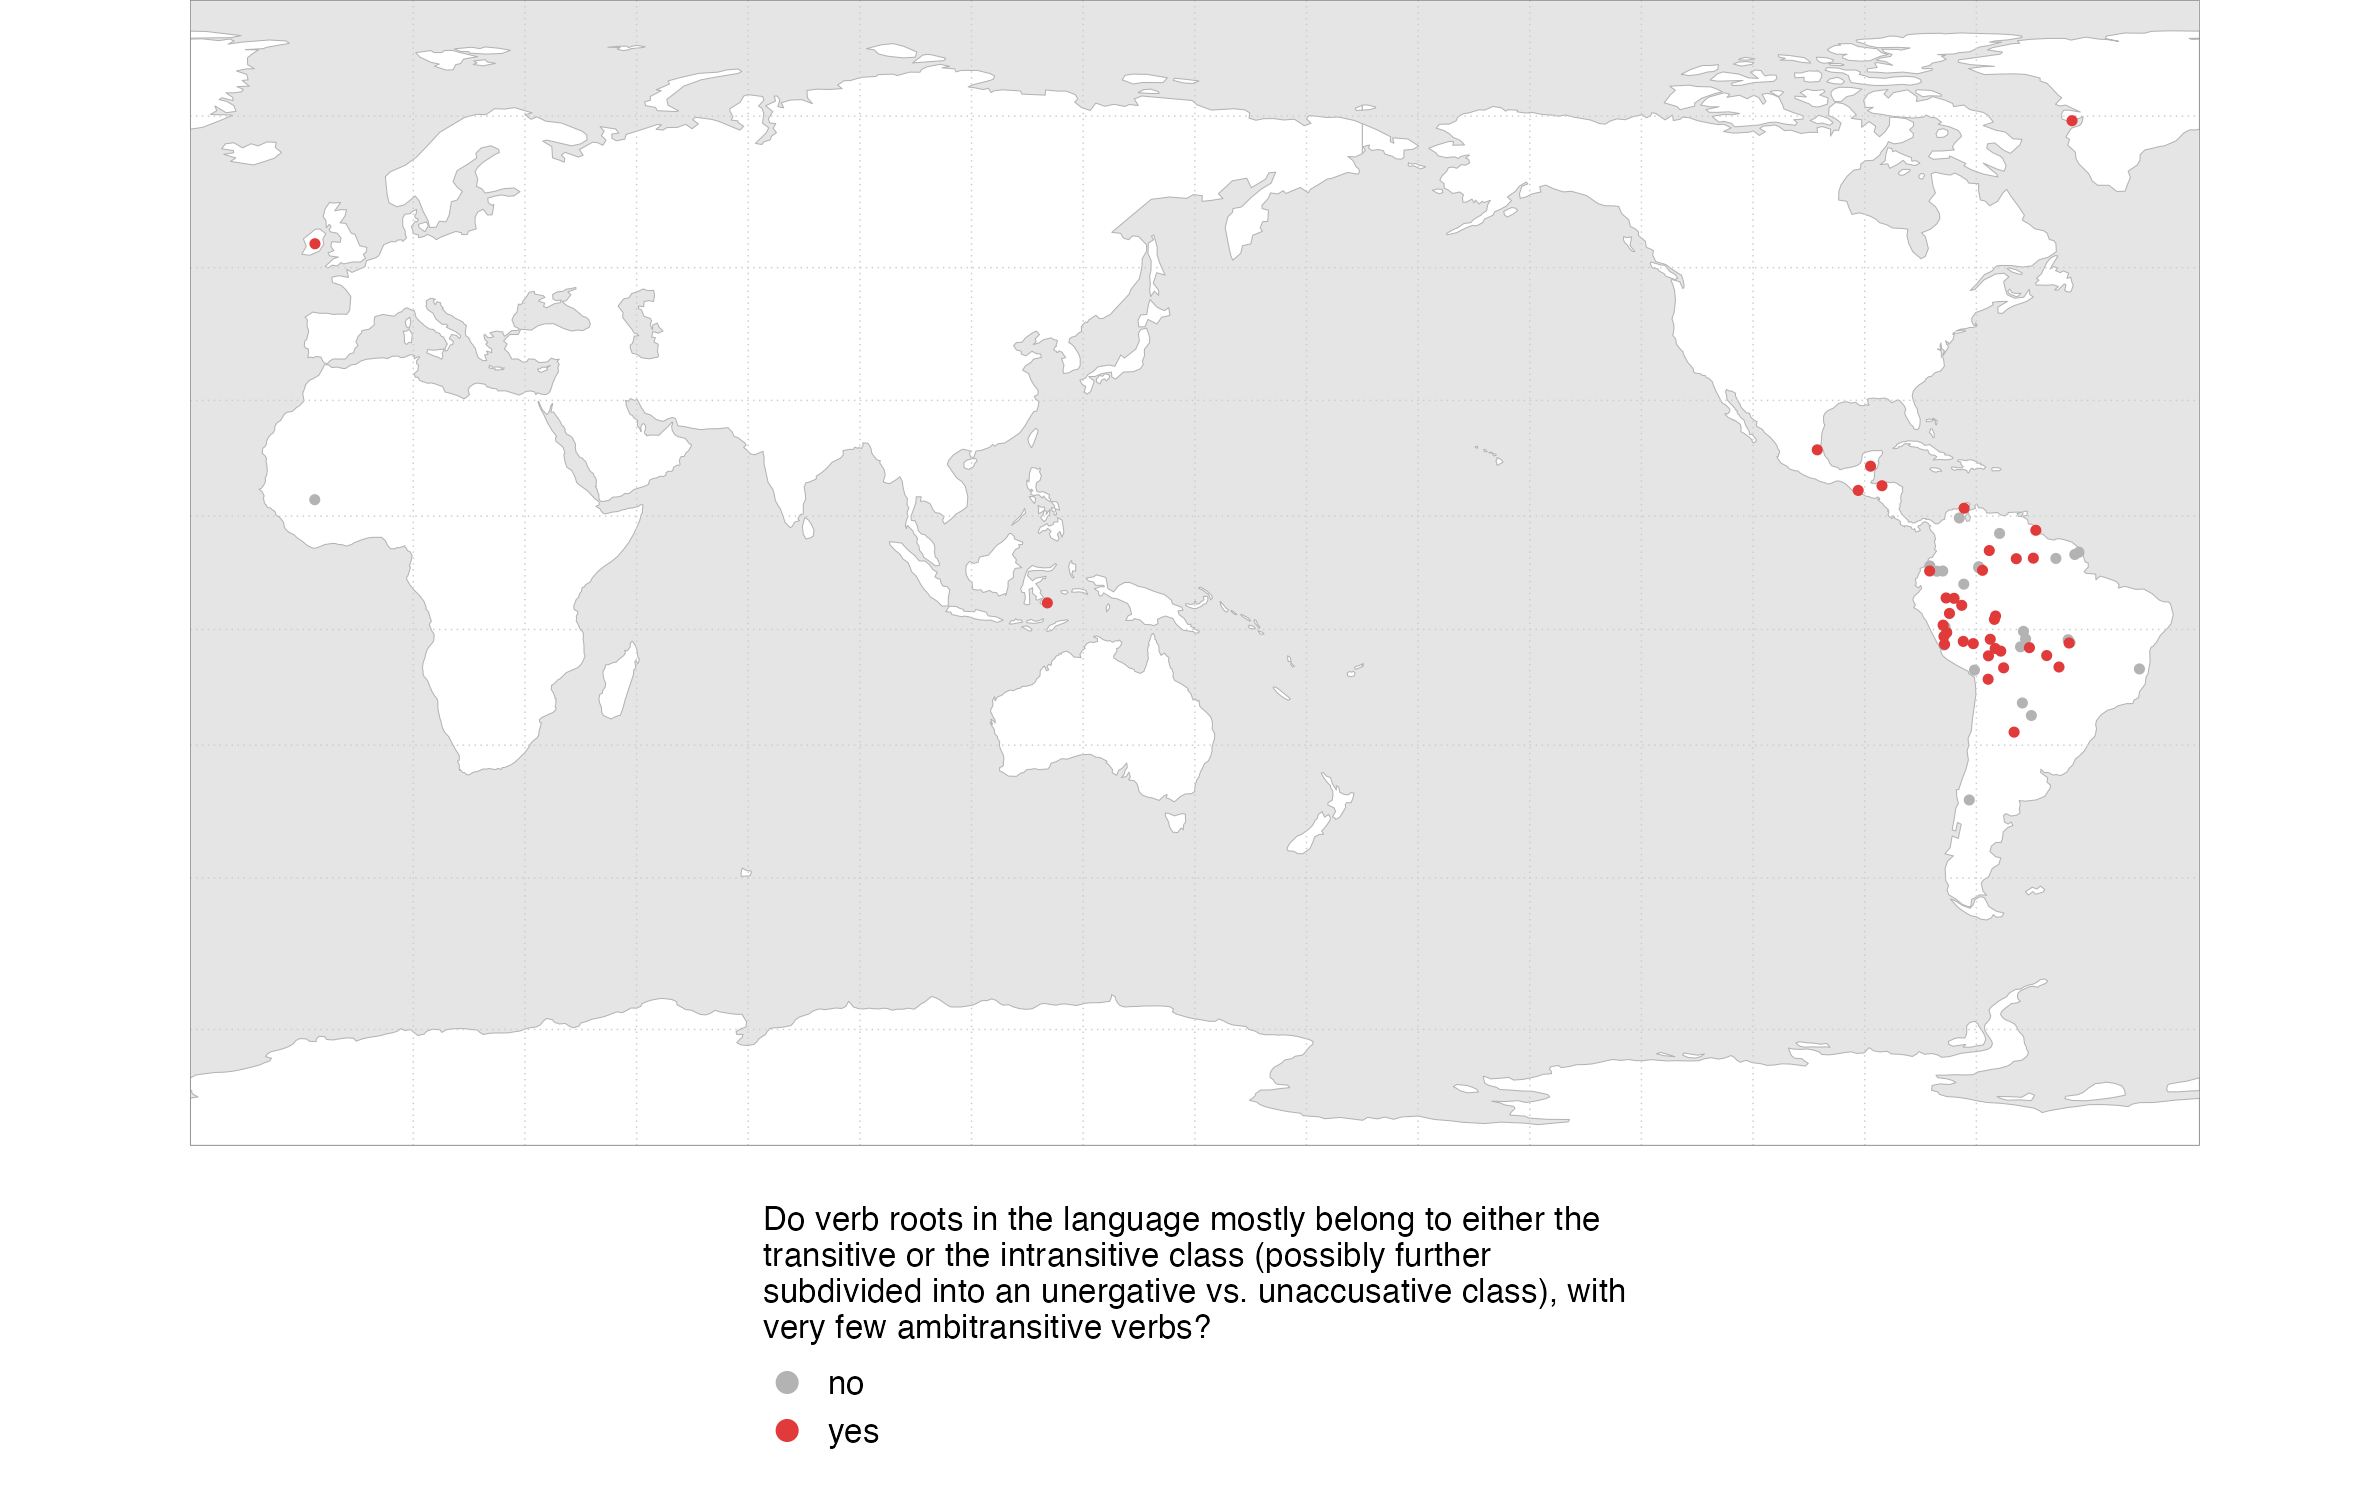 Do verb roots in the language mostly belong to either the
transitive or the intransitive class (possibly further
subdivided into an unergative vs. unaccusative class), with
very few ambitransitive verbs?
no
yes